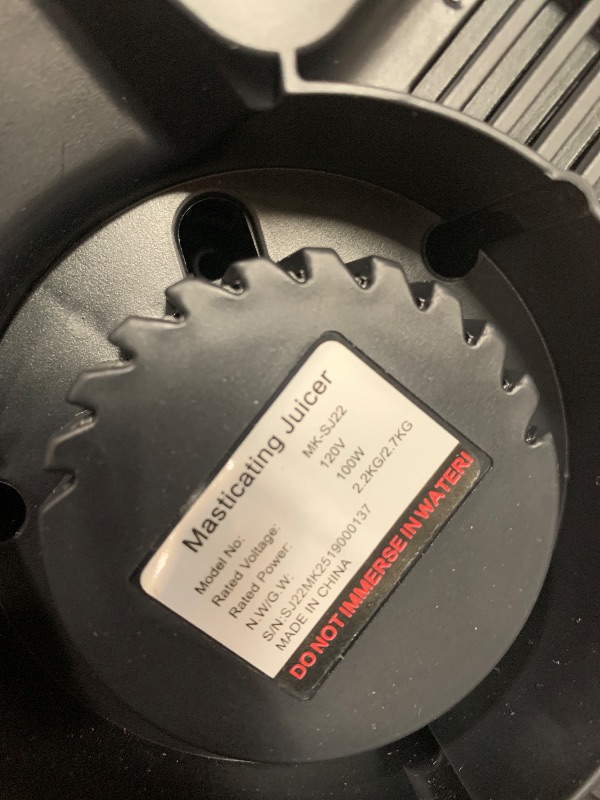 Masticating Juicer
Model No: MK-SJ22
Rated Voltage: 120V
Rated Power: 100W
N.W/G.W: 2.2KG/2.7KG
S/N:SJ22MK2519000137
MADE IN CHINA
DO NOT IMMERSE IN WATER!